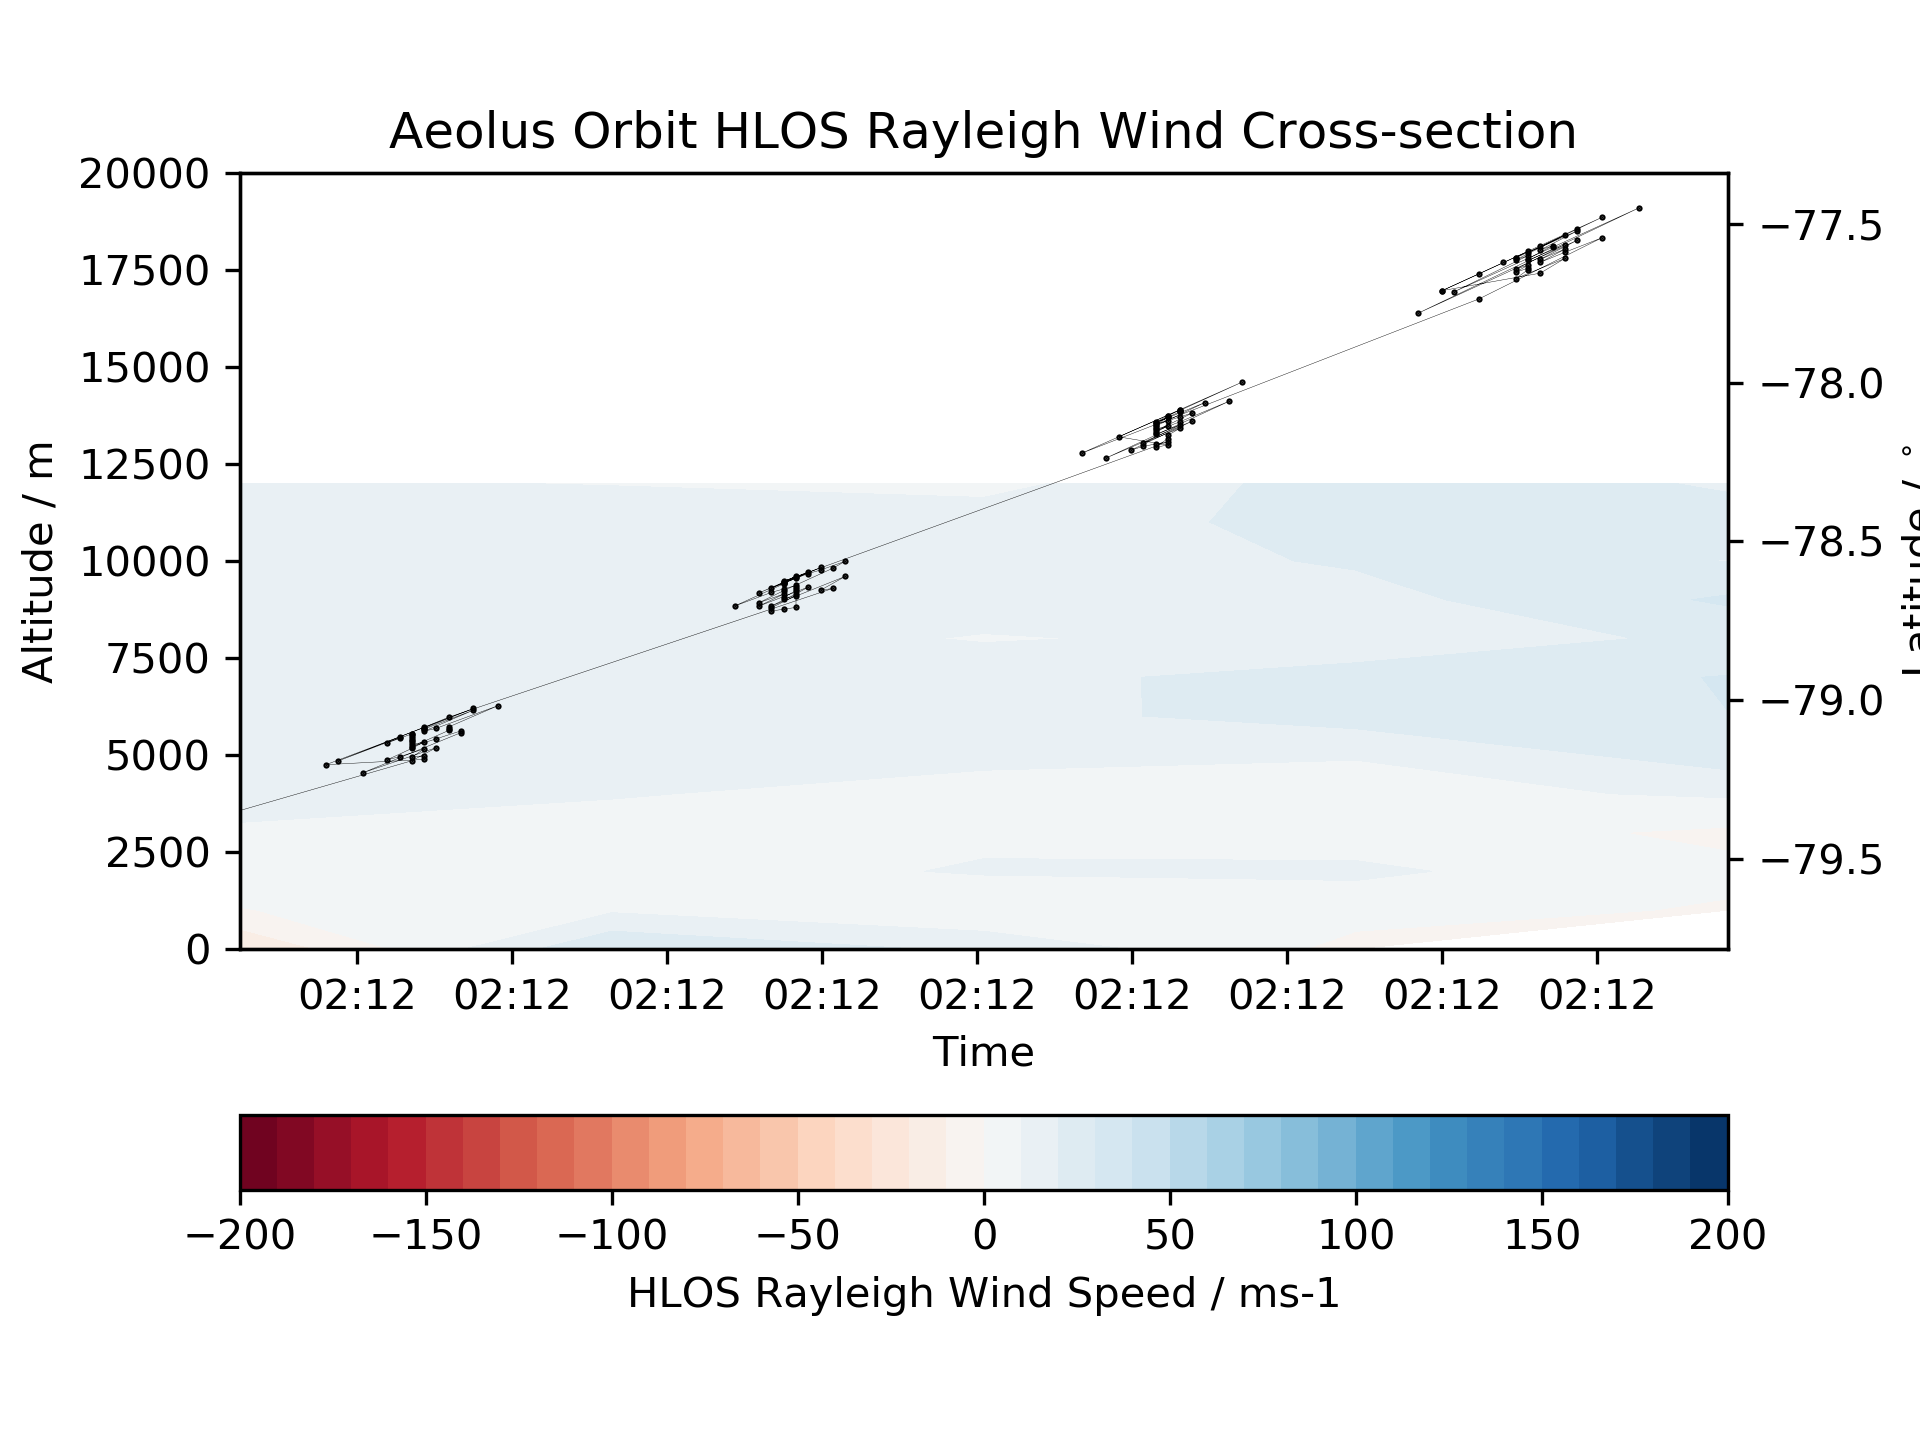 Aeolus Orbit HLOS Rayleigh Wind Cross-section
20000
17500
15000
12500
10000
7500
5000
2500
0
Altitude / m
−77.5
−78.0
−78.5
−79.0
−79.5
Latitude / °
02:12 02:12 02:12 02:12 02:12 02:12 02:12 02:12 02:12
Time
−200 −150 −100 −50 0 50 100 150 200
HLOS Rayleigh Wind Speed / ms-1